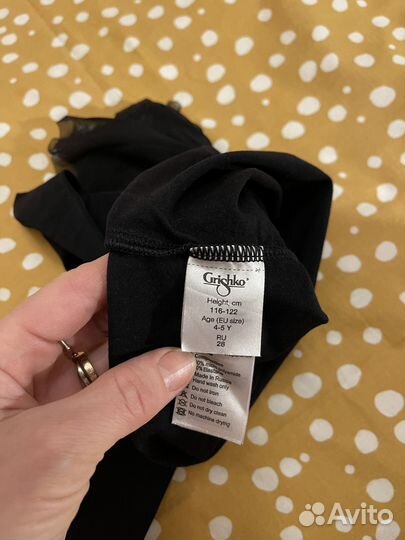 Grishko®
Height, cm
116-122
Age (EU size)
4-5 Y
RU
28
Made in Russia
Hand wash only
Do not iron
Do not bleach
Do not dry clean
No machine drying
Avito